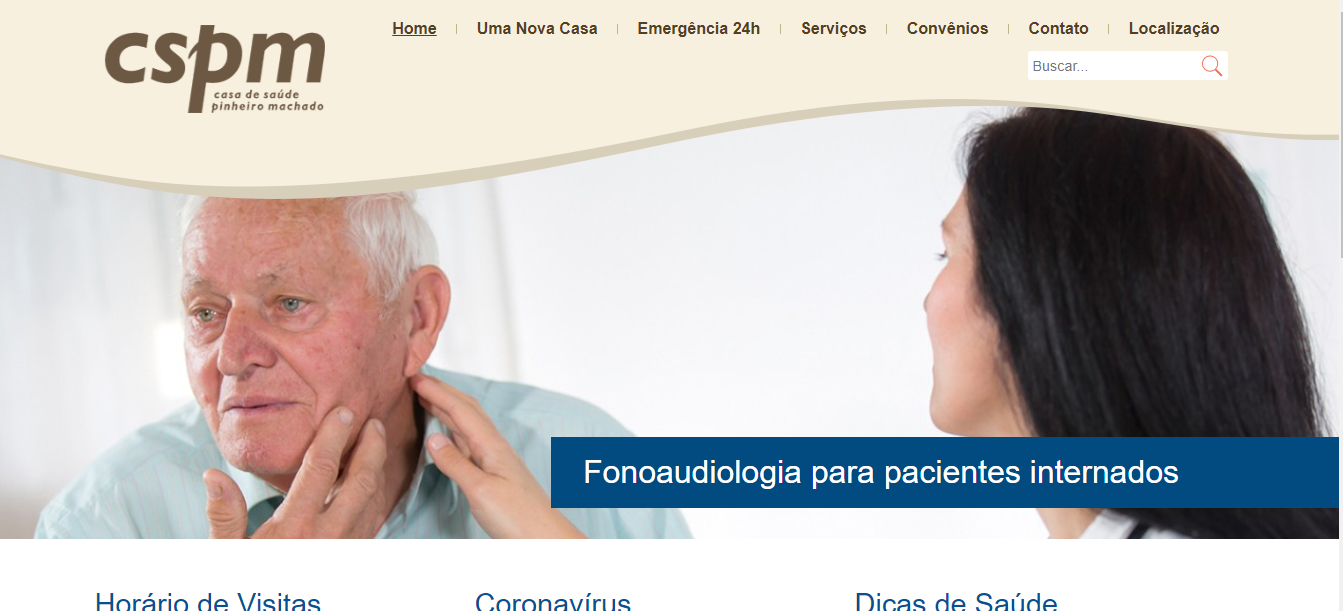 cspm
casa de saúde
pinheiro machado
Home
Uma Nova Casa
Emergência 24h
Serviços
Convênios
Contato
Localização
Buscar...
Fonoaudiologia para pacientes internados
Horário de Visitas
Coronavírus
Dicas de Saúde